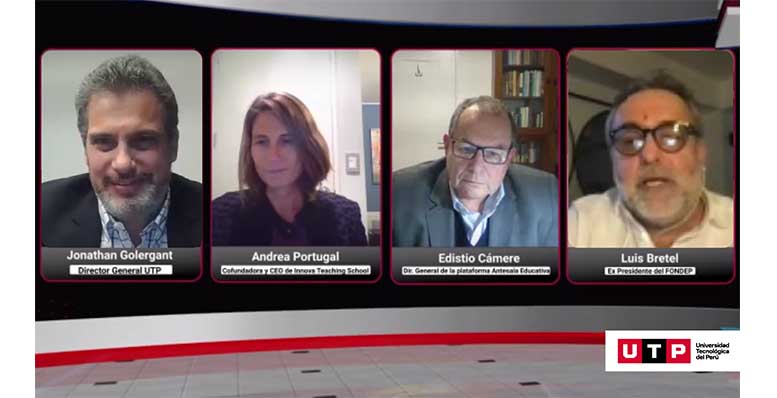 Jonathan Golergant
Director General UTP
Andrea Portugal
Cofundadora y CEO de Innova Teaching School
Edistio Cámere
Dir. General de la plataforma Antesala Educativa
Luis Bretel
Ex Presidente del FONDEP
UTP
Universidad
Tecnológica
del Perú